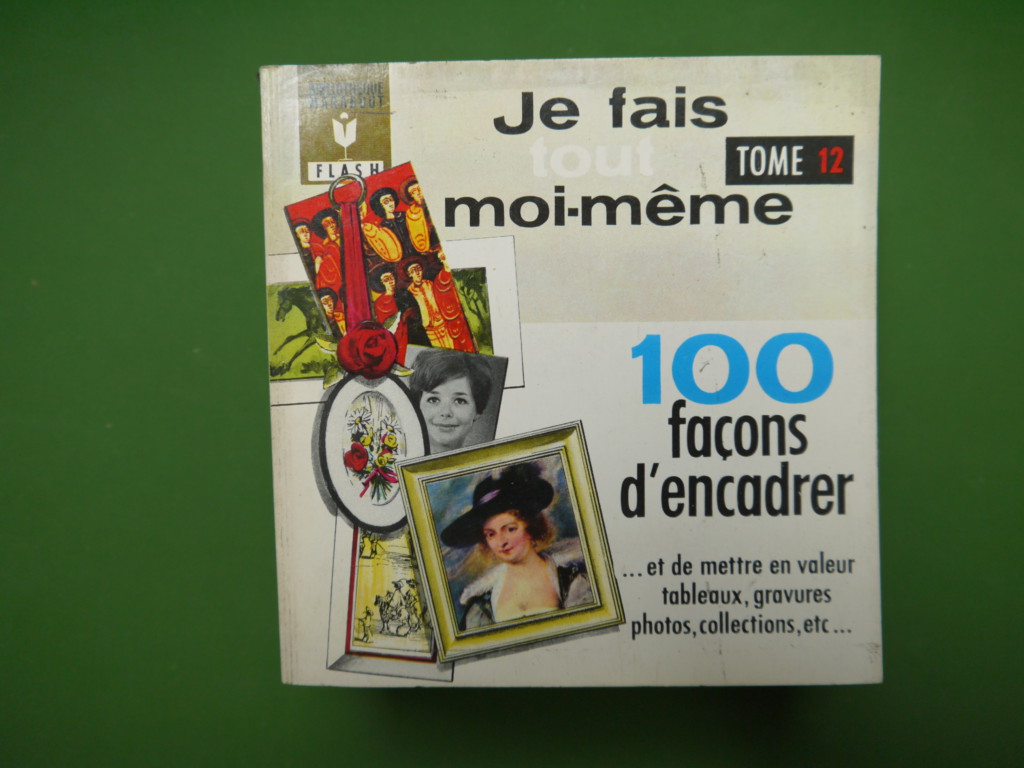 MARABOUT
FLASH
Je fais
tout
moi-même
TOME 12
100
façons
d'encadrer
...et de mettre en valeur
tableaux, gravures
photos, collections, etc...